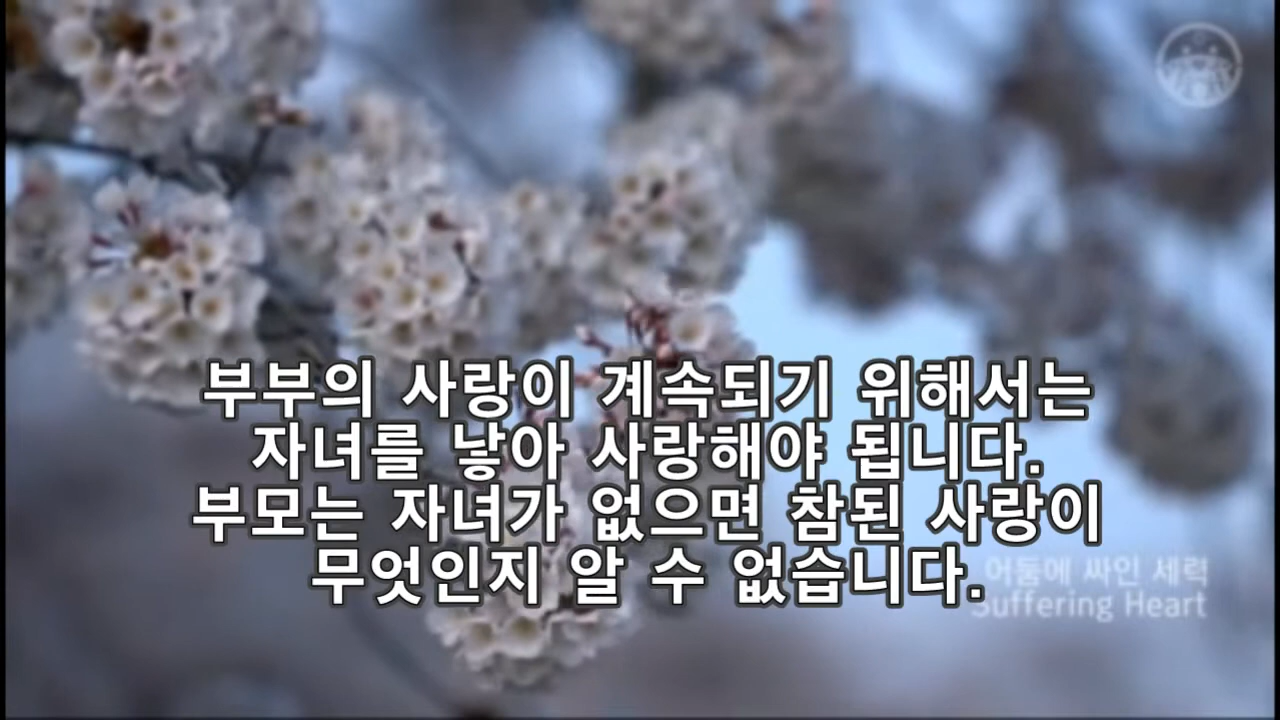 부부의 사랑이 계속되기 위해서는
자녀를 낳아 사랑해야 됩니다.
부모는 자녀가 없으면 참된 사랑이
무엇인지 알 수 없습니다.
어둠에 싸인 세력
Suffering Heart